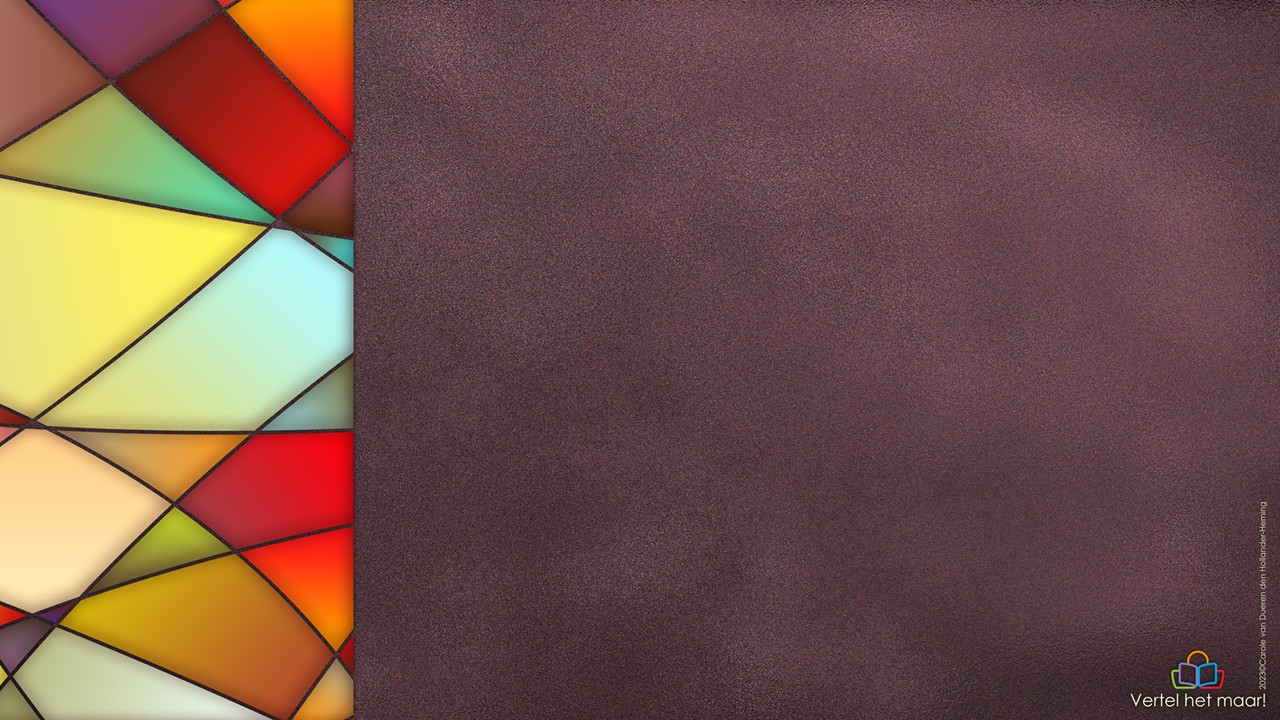 2023©Carole van Dueren den Hollander-Heming
Vertel het maar!